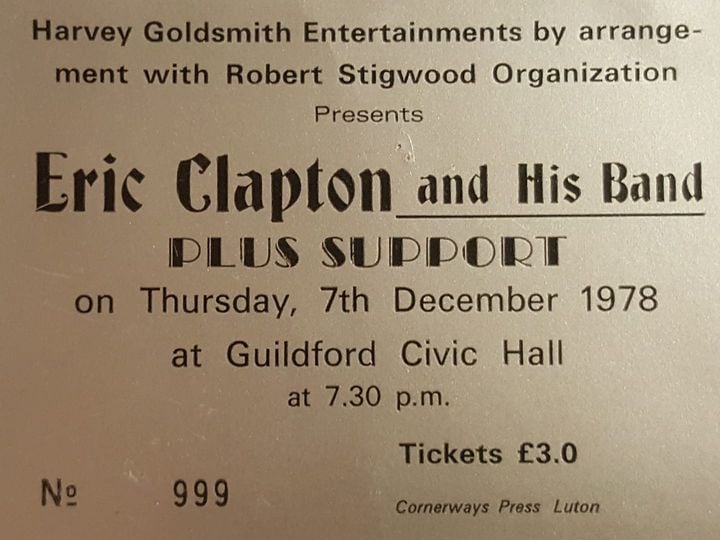 Harvey Goldsmith Entertainments by arrange-
ment with Robert Stigwood Organization
Presents
Eric Clapton and His Band
PLUS SUPPORT
on Thursday, 7th December 1978
at Guildford Civic Hall
at 7.30 p.m.
Tickets £3.0
Nº 999
Cornerways Press Luton